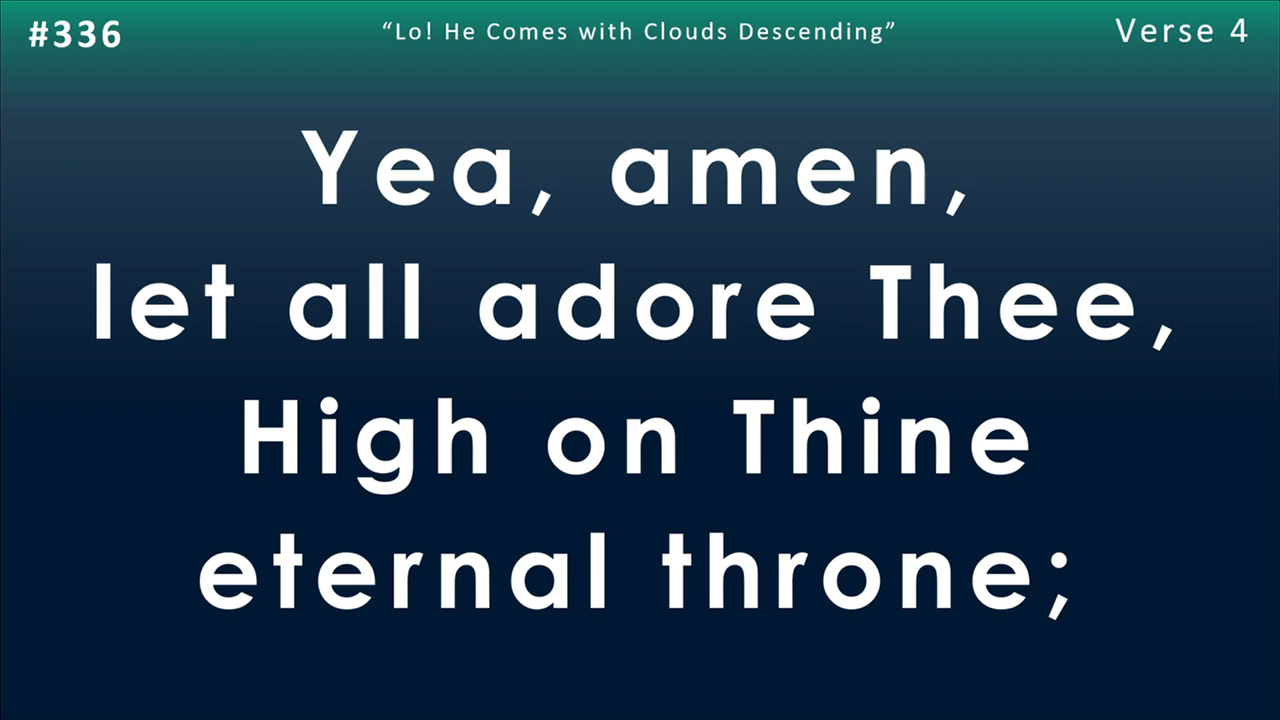 #336
“Lo! He Comes with Clouds Descending”
Verse 4
Yea, amen,
let all adore Thee,
High on Thine
eternal throne;